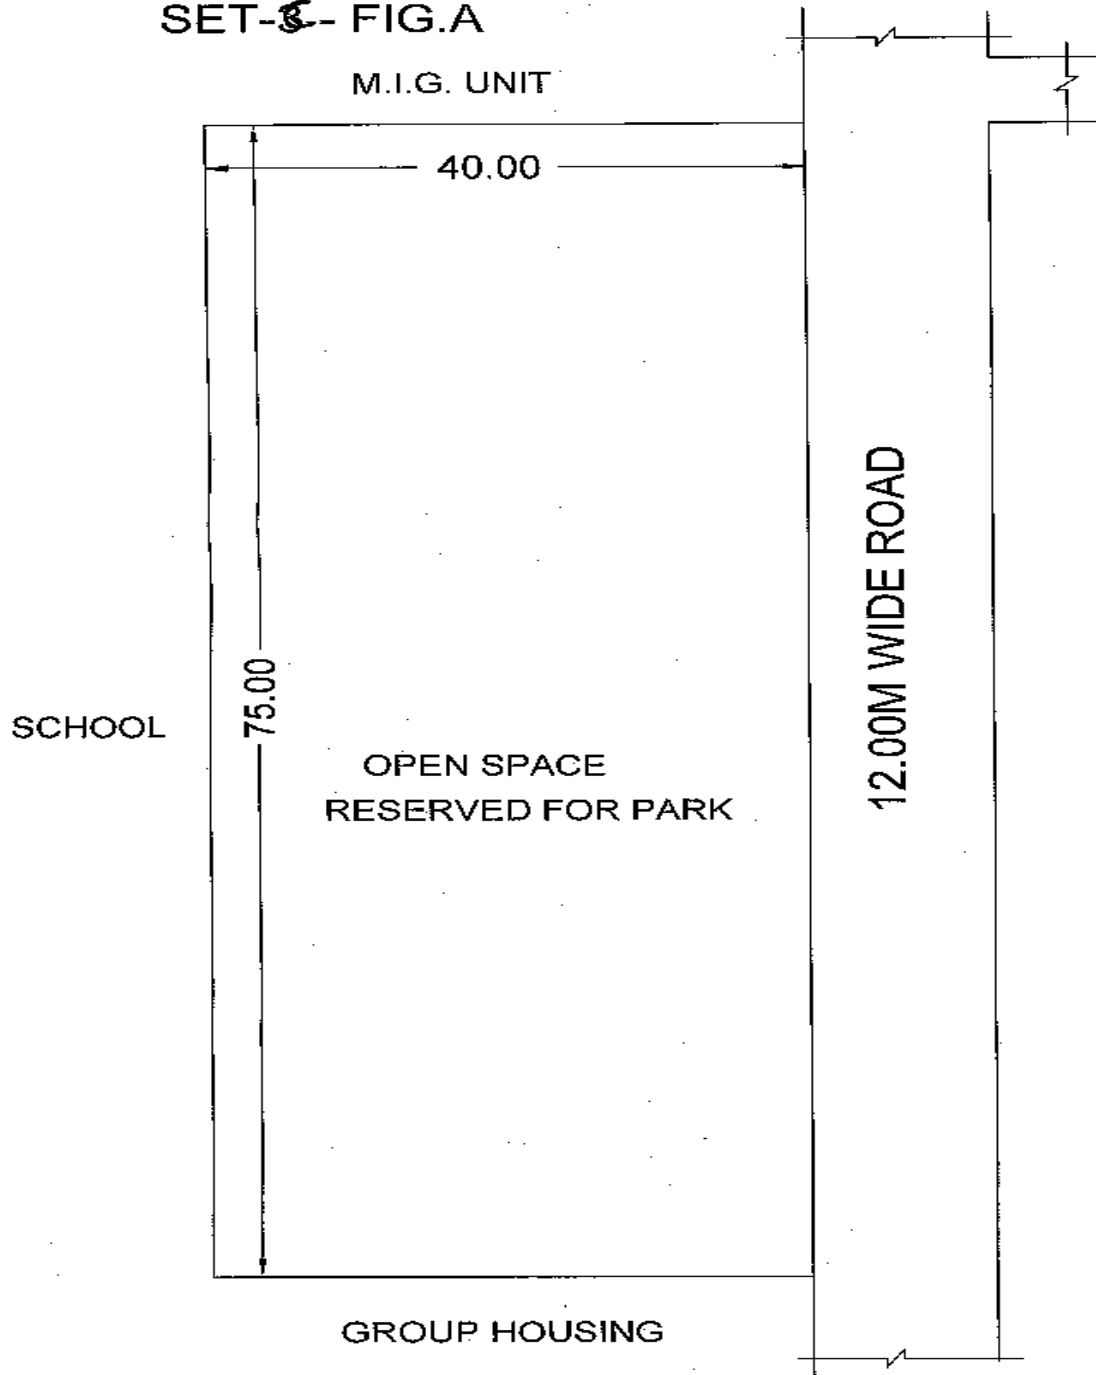 SET- - FIG.A
M.I.G. UNIT
40.00
12.00M WIDE ROAD
75.00
SCHOOL
OPEN SPACE
RESERVED FOR PARK
GROUP HOUSING